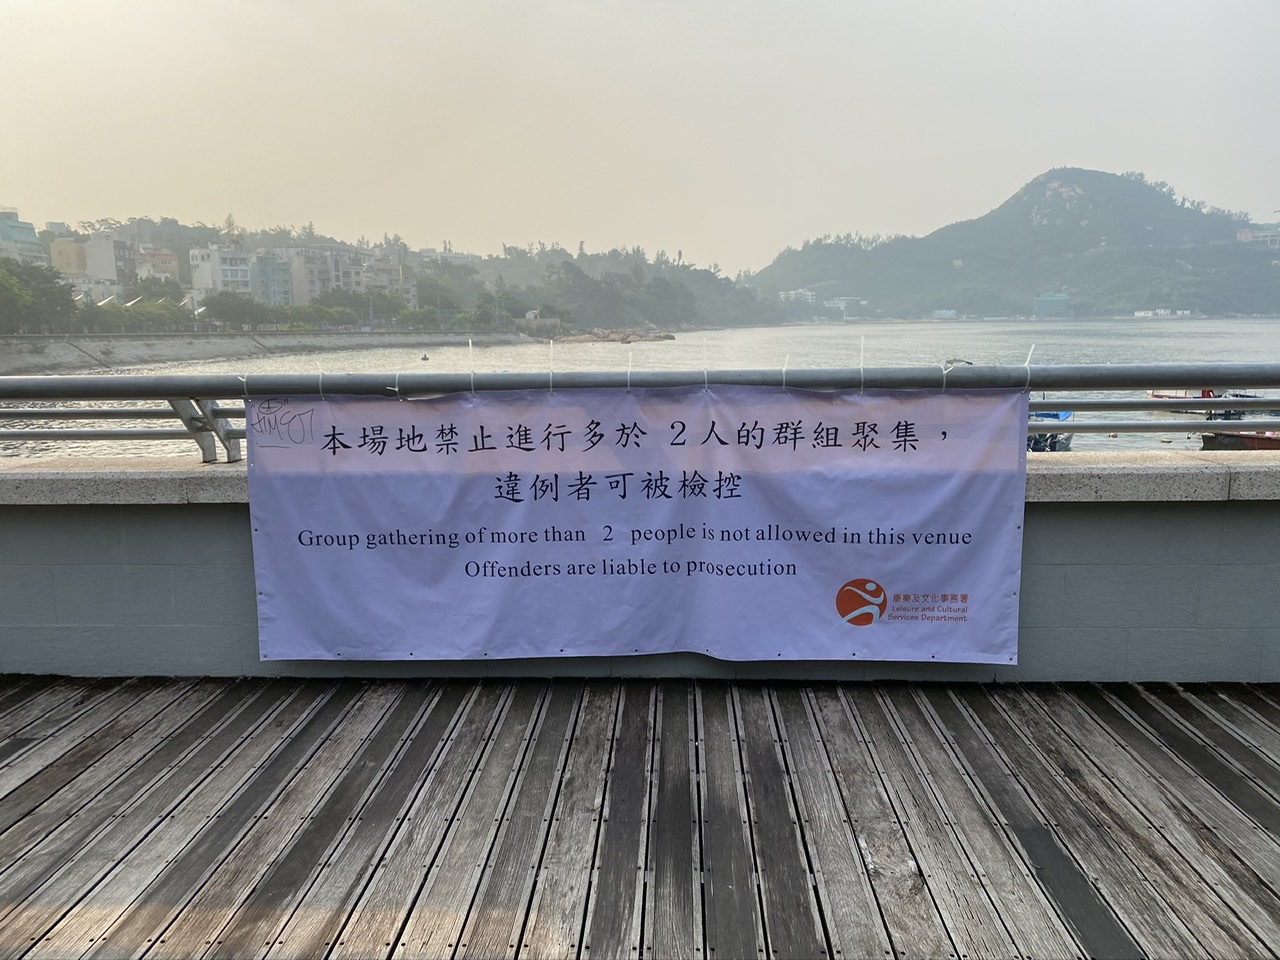 本場地禁止進行多於 2 人的群組聚集，
違例者可被檢控
Group gathering of more than 2 people is not allowed in this venue
Offenders are liable to prosecution
康樂及文化事務署
Leisure and Cultural
Services Department